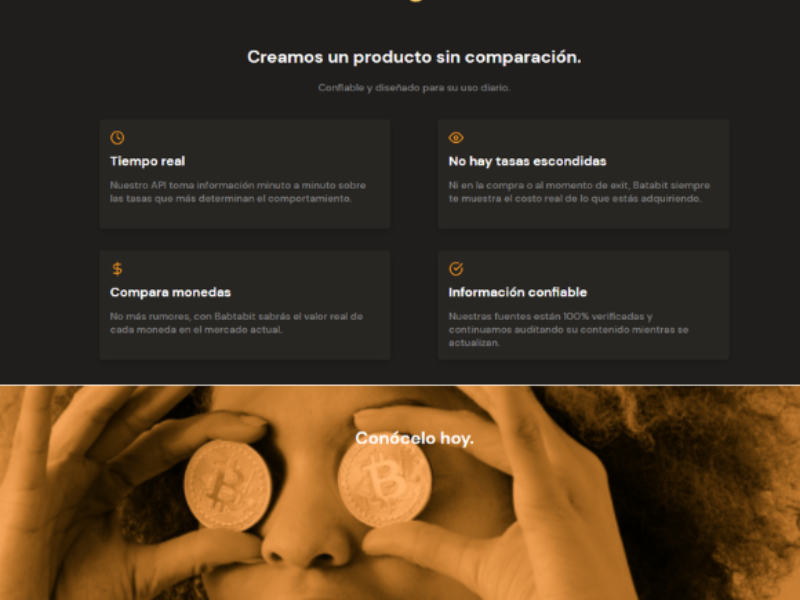 Creamos un producto sin comparación.
Confiable y diseñado para su uso diario.
Tiempo real
Nuestro API toma información minuto a minuto sobre
las tasas que más determinan el comportamiento.
No hay tasas escondidas
Ni en la compra o al momento de exit, Batabit siempre
te muestra el costo real de lo que estás adquiriendo.
Compara monedas
No más rumores, con Babtabit sabrás el valor real de
cada moneda en el mercado actual.
Información confiable
Nuestras fuentes están 100% verificadas y
continuamos auditando su contenido mientras se
actualizan.
Conócelo hoy.